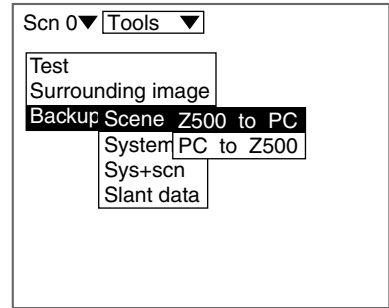 Scn 0▼ Tools ▼
Test
Surrounding image
Backup Scene Z500 to PC
System PC to Z500
Sys+scn
Slant data